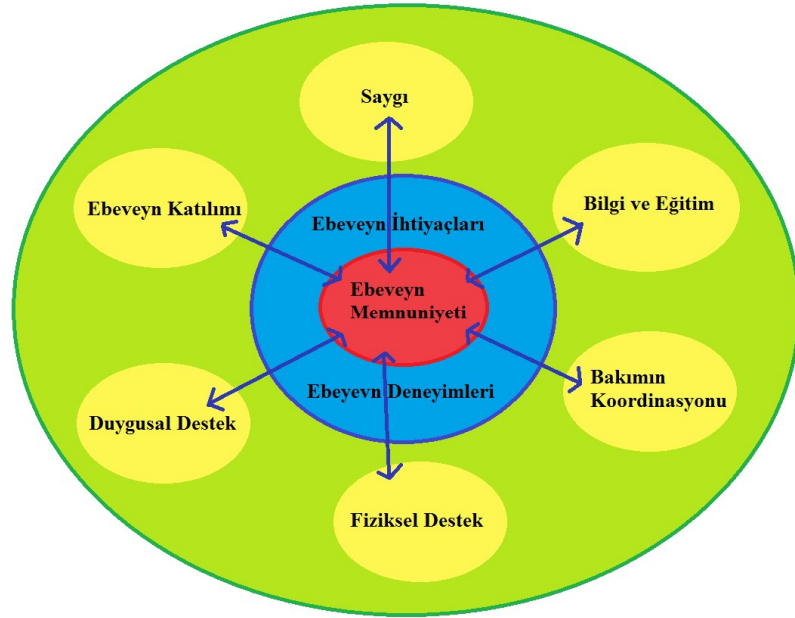 Saygı
Ebeveyn Katılımı
Bilgi ve Eğitim
Ebeveyn İhtiyaçları
Ebeveyn
Memnuniyeti
Ebeyevn Deneyimleri
Bakımın
Koordinasyonu
Duygusal Destek
Fiziksel Destek